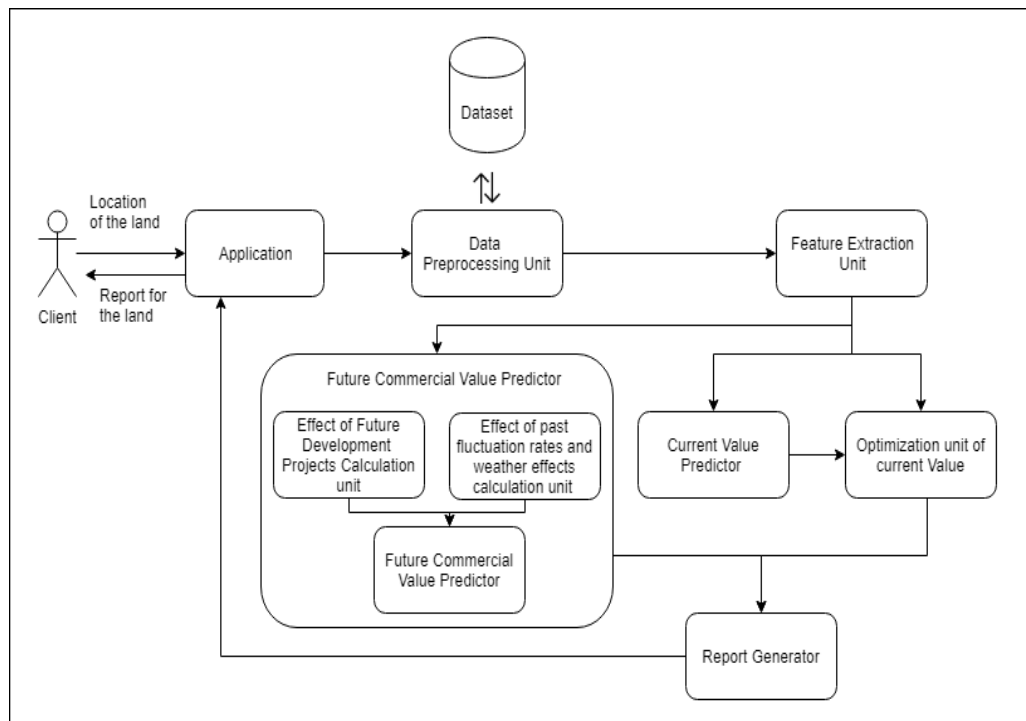 Dataset
Location
of the land
Application
Data
Preprocessing Unit
Feature Extraction
Unit
Report for
the land
Client
Future Commercial Value Predictor
Effect of Future
Development
Projects Calculation
unit
Effect of past
fluctuation rates and
weather effects
calculation unit
Current Value
Predictor
Optimization unit of
current Value
Future Commercial
Value Predictor
Report Generator